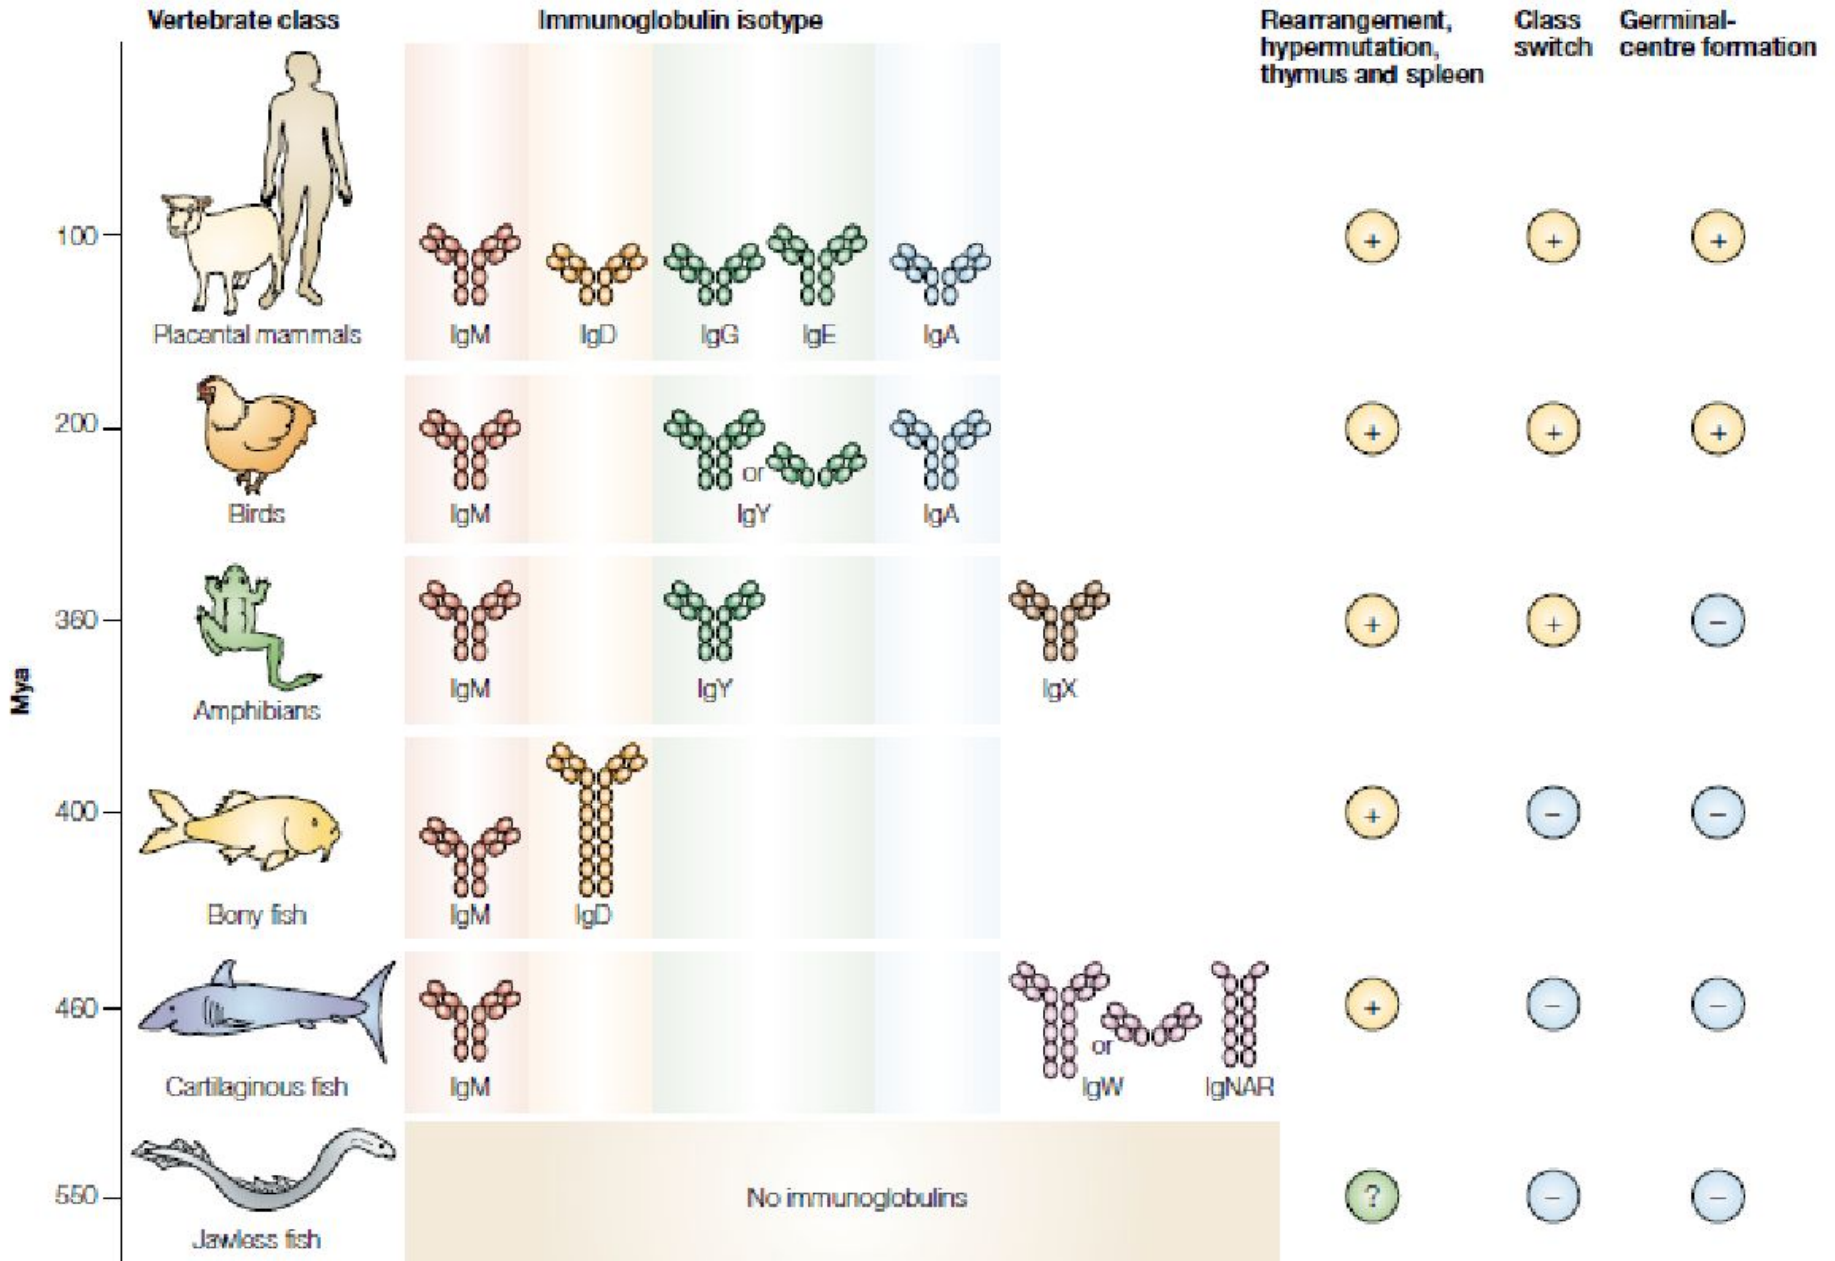 Vertebrate class
Immunoglobulin isotype
Rearrangement,
hypermutation,
thymus and spleen
Class
switch
Germinal-
centre formation
Mya
100
Placental mammals
IgM
IgD
IgG
IgE
IgA
+
+
+
200
Birds
IgM
or
IgY
IgA
+
+
+
360
Amphibians
IgM
IgY
IgX
+
+
−
400
Bony fish
IgM
IgD
+
−
−
460
Cartilaginous fish
IgM
or
IgW
IgNAR
+
−
−
550
Jawless fish
No immunoglobulins
?
−
−